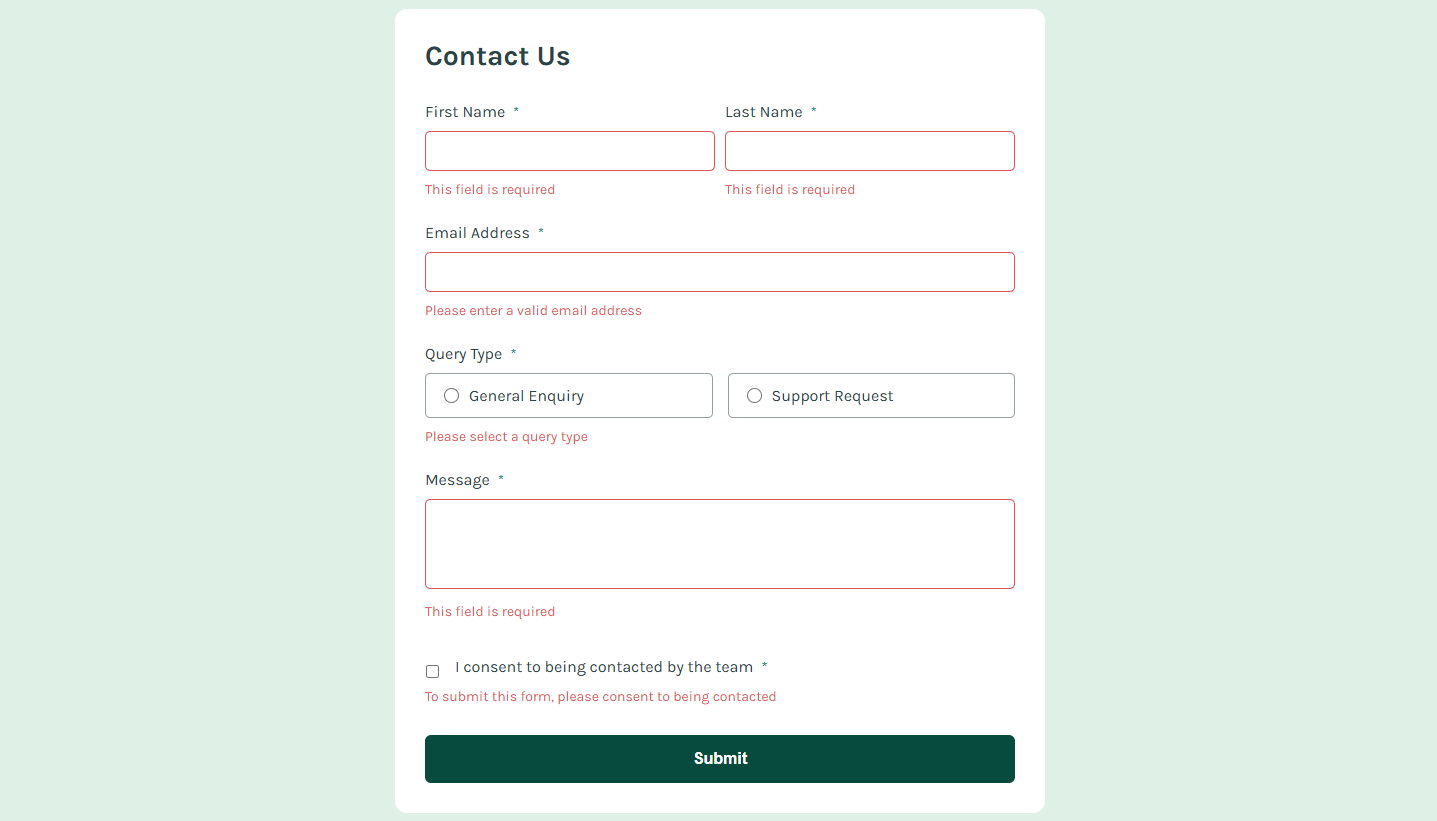 Contact Us
First Name * Last Name *
This field is required This field is required
Email Address *
Please enter a valid email address
Query Type *
General Enquiry Support Request
Please select a query type
Message *
This field is required
I consent to being contacted by the team *
To submit this form, please consent to being contacted
Submit